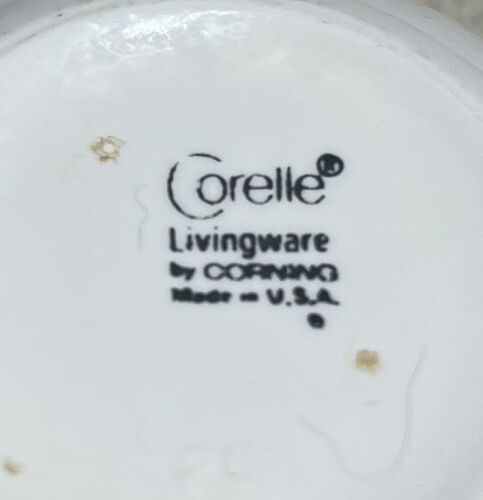 Corelle®
Livingware
by CORNING
Made in U.S.A.